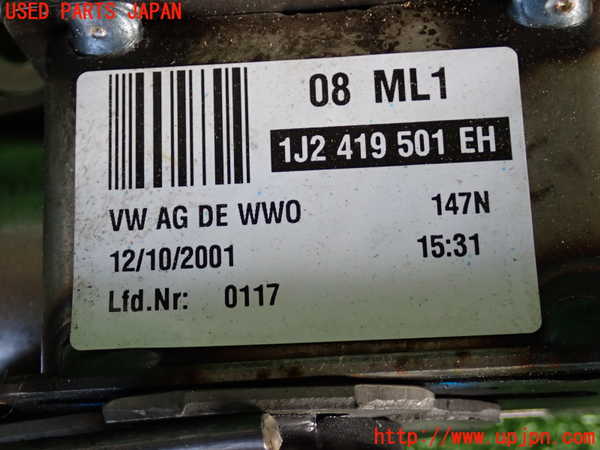 USED PARTS JAPAN
08 ML1
1J2 419 501 EH
VW AG DE WWO 147N
12/10/2001 15:31
Lfd.Nr: 0117
http://www.upjpn.com/